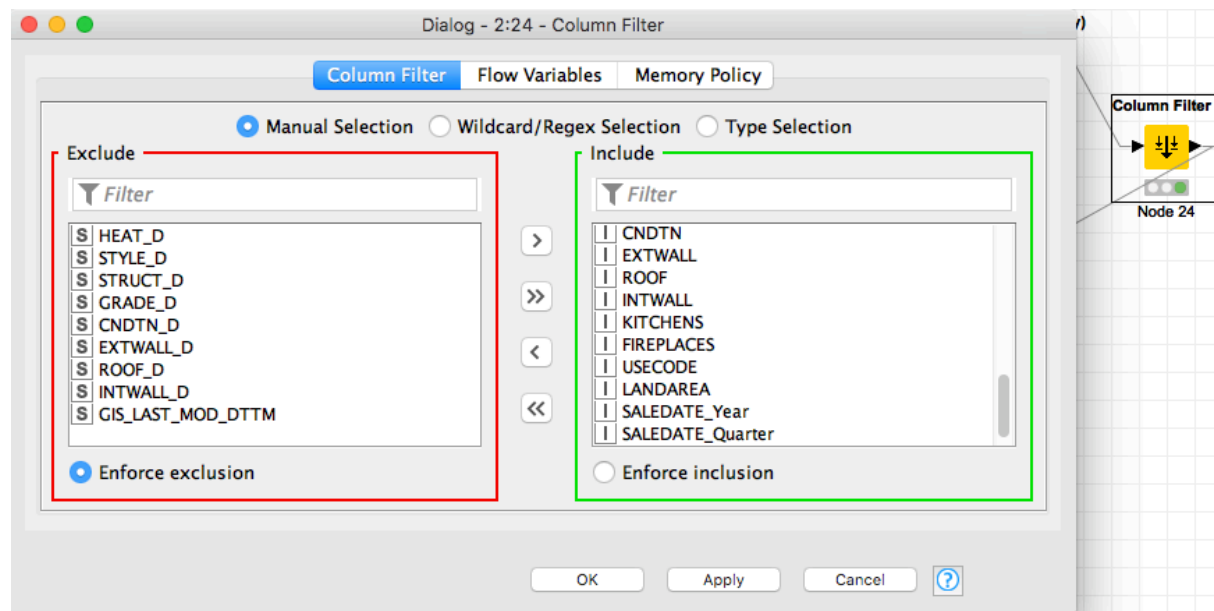 Dialog - 2:24 - Column Filter
Column Filter Flow Variables Memory Policy
Manual Selection Wildcard/Regex Selection Type Selection
Exclude
Filter
S HEAT_D
S STYLE_D
S STRUCT_D
S GRADE_D
S CNDTN_D
S EXTWALL_D
S ROOF_D
S INTWALL_D
S GIS_LAST_MOD_DTTM
Enforce exclusion
>
>>
<
<<
Include
Filter
I CNDTN
I EXTWALL
I ROOF
I INTWALL
I KITCHENS
I FIREPLACES
I USECODE
I LANDAREA
I SALEDATE_Year
I SALEDATE_Quarter
Enforce inclusion
OK Apply Cancel ?
Column Filter
Node 24